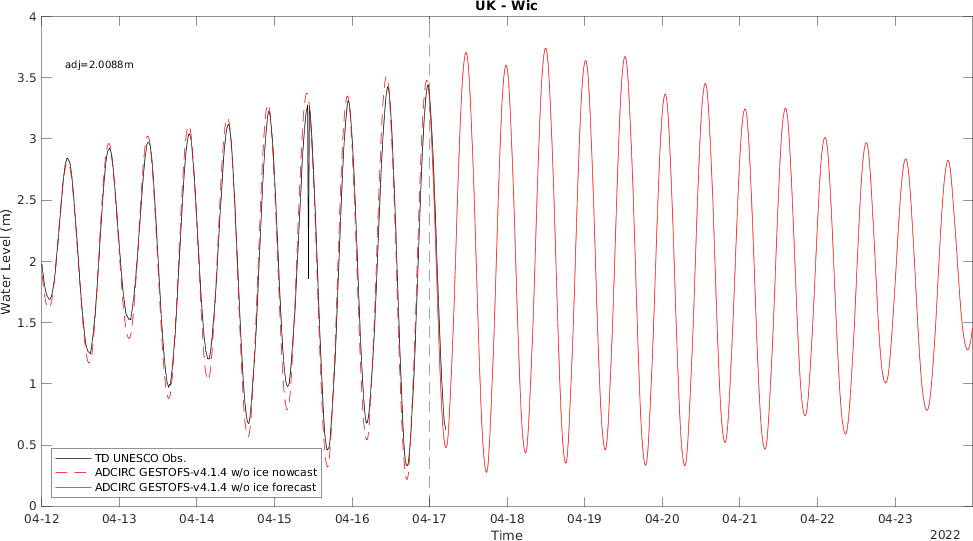 UK - Wic
adj=2.0088m
Water Level (m)
4
3.5
3
2.5
2
1.5
1
0.5
0
TD UNESCO Obs.
ADCIRC GESTOFS-v4.1.4 w/o ice nowcast
ADCIRC GESTOFS-v4.1.4 w/o ice forecast
04-12 04-13 04-14 04-15 04-16 04-17 04-18 04-19 04-20 04-21 04-22 04-23
Time
2022